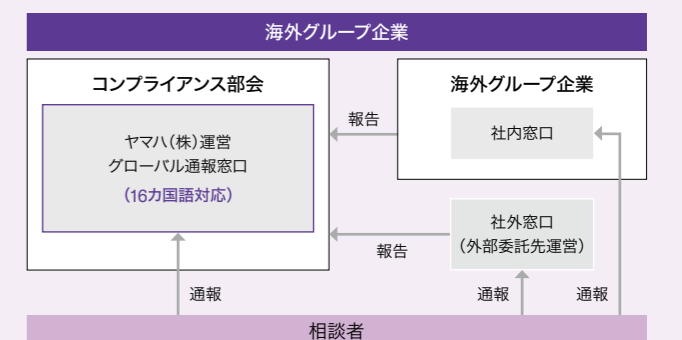 海外グループ企業
コンプライアンス部会
ヤマハ(株)運営
グローバル通報窓口
(16カ国語対応)
報告
海外グループ企業
社内窓口
報告
社外窓口
(外部委託先運営)
通報
通報
通報
相談者